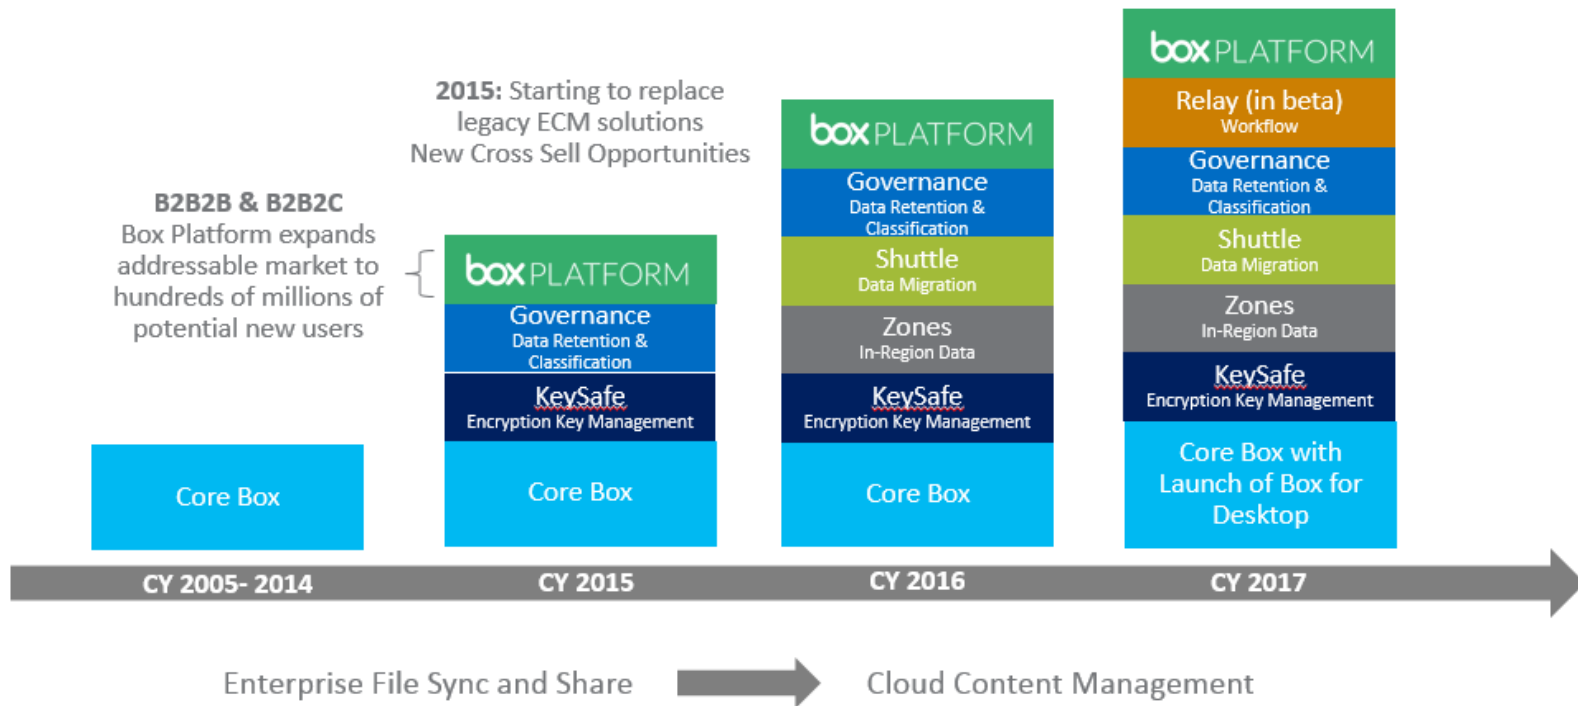 B2B2B & B2B2C
Box Platform expands
addressable market to
hundreds of millions of
potential new users
2015: Starting to replace
legacy ECM solutions
New Cross Sell Opportunities
Core Box
box PLATFORM
Governance
Data Retention &
Classification
KeySafe
Encryption Key Management
Core Box
box PLATFORM
Governance
Data Retention &
Classification
Shuttle
Data Migration
Zones
In-Region Data
KeySafe
Encryption Key Management
Core Box
box PLATFORM
Relay (in beta)
Workflow
Governance
Data Retention &
Classification
Shuttle
Data Migration
Zones
In-Region Data
KeySafe
Encryption Key Management
Core Box with
Launch of Box for
Desktop
CY 2005- 2014
CY 2015
CY 2016
CY 2017
Enterprise File Sync and Share
Cloud Content Management